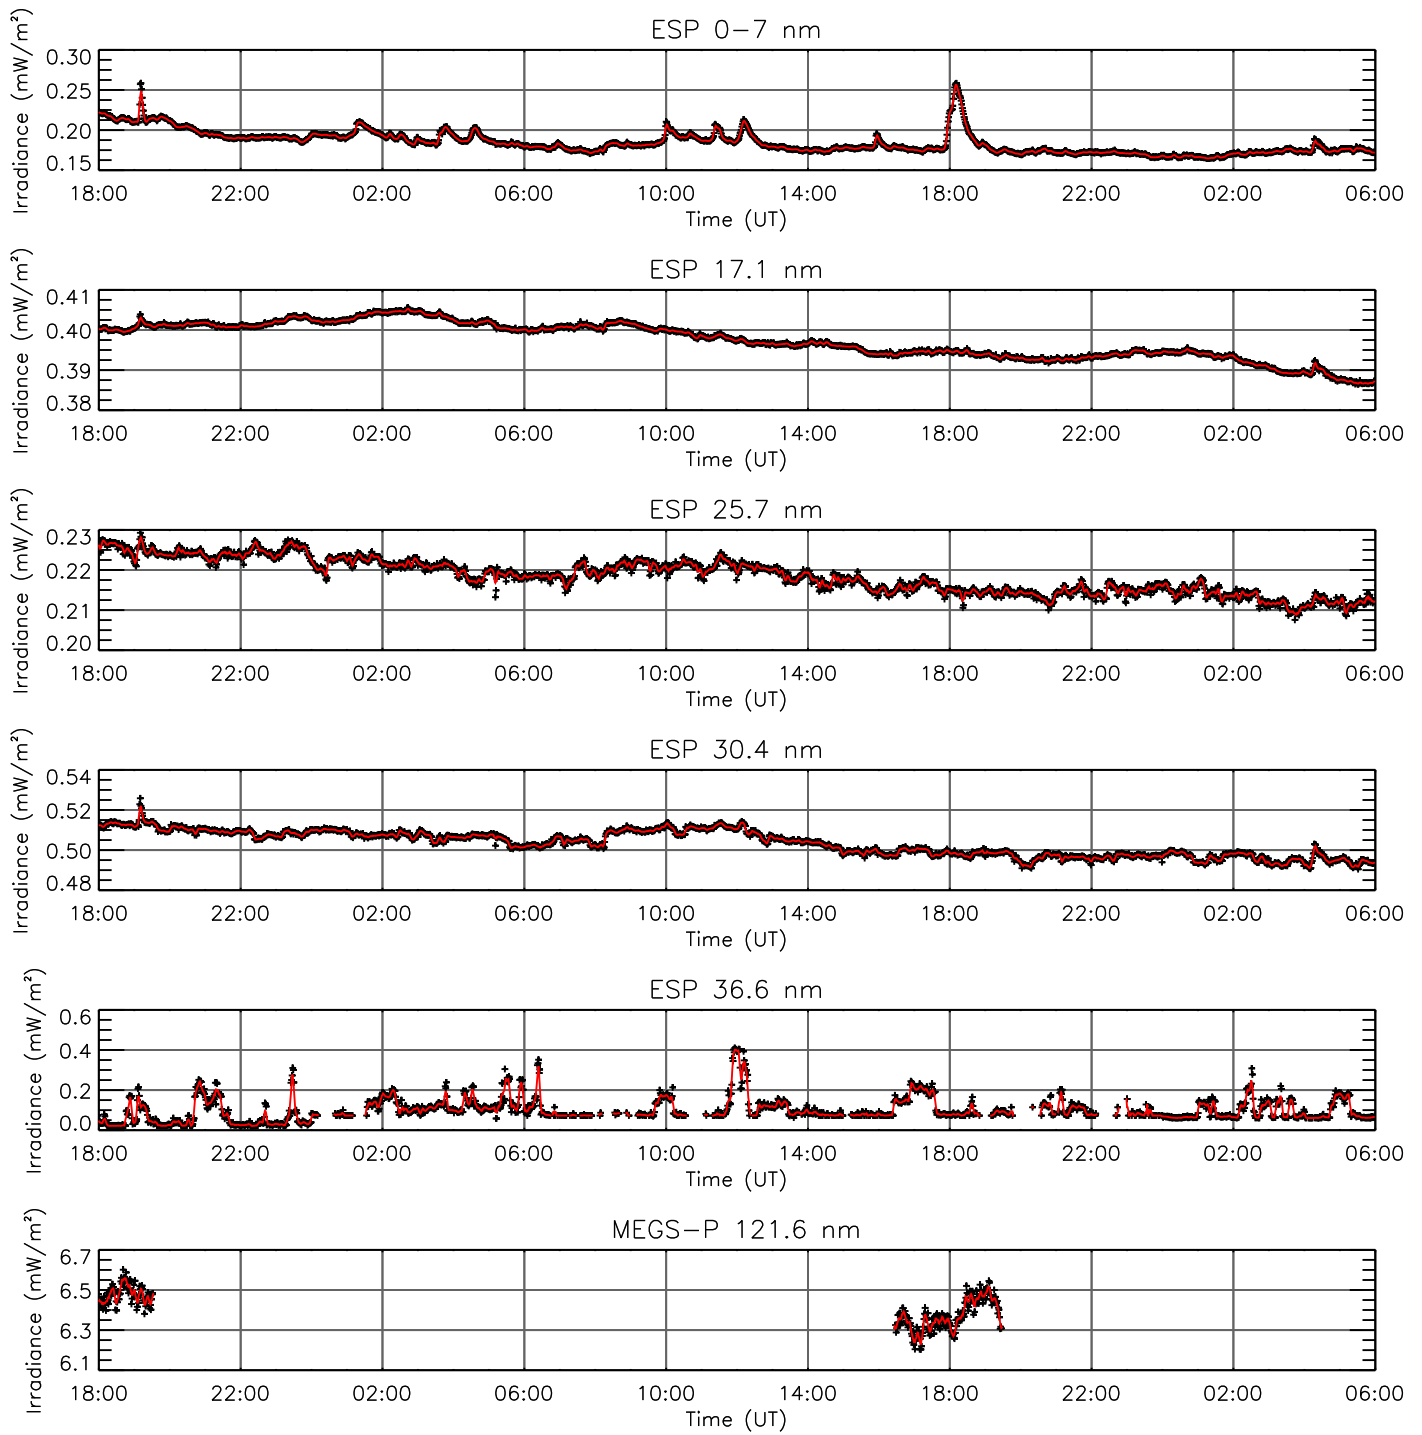 ESP 0−7 nm
Irradiance (mW/m²)
0.30
0.25
0.20
0.15
18:00 22:00 02:00 06:00 10:00 14:00 18:00 22:00 02:00 06:00
Time (UT)
ESP 17.1 nm
Irradiance (mW/m²)
0.41
0.40
0.39
0.38
18:00 22:00 02:00 06:00 10:00 14:00 18:00 22:00 02:00 06:00
Time (UT)
ESP 25.7 nm
Irradiance (mW/m²)
0.23
0.22
0.21
0.20
18:00 22:00 02:00 06:00 10:00 14:00 18:00 22:00 02:00 06:00
Time (UT)
ESP 30.4 nm
Irradiance (mW/m²)
0.54
0.52
0.50
0.48
18:00 22:00 02:00 06:00 10:00 14:00 18:00 22:00 02:00 06:00
Time (UT)
ESP 36.6 nm
Irradiance (mW/m²)
0.6
0.4
0.2
0.0
18:00 22:00 02:00 06:00 10:00 14:00 18:00 22:00 02:00 06:00
Time (UT)
MEGS−P 121.6 nm
Irradiance (mW/m²)
6.7
6.5
6.3
6.1
18:00 22:00 02:00 06:00 10:00 14:00 18:00 22:00 02:00 06:00
Time (UT)